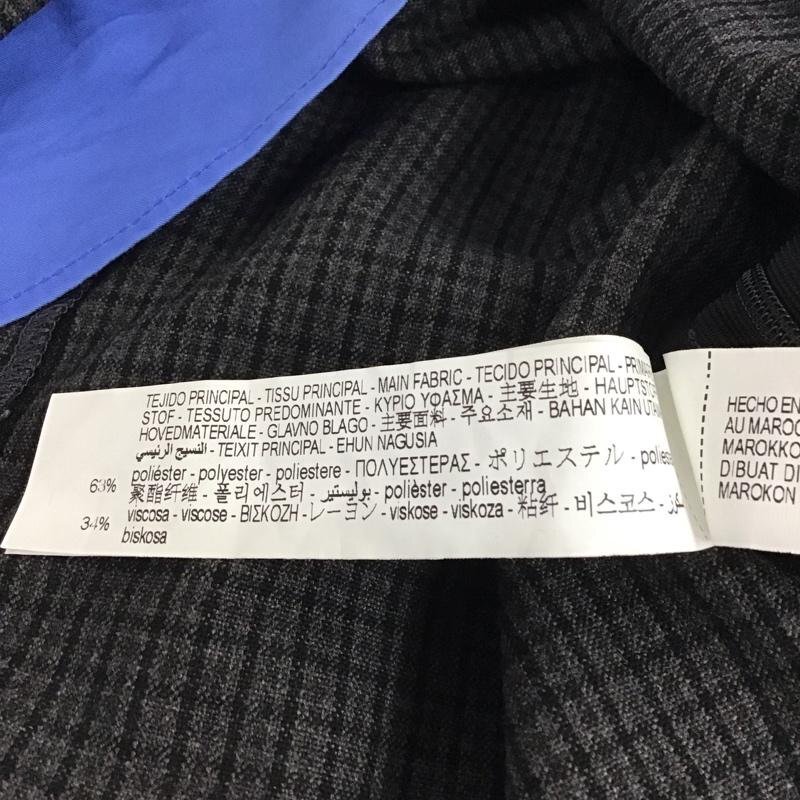 TEJIDO PRINCIPAL - TISSU PRINCIPAL - MAIN FABRIC - TECIDO PRINCIPAL -
STOF - TESSUTO PREDOMINANTE - ΚΥΡΙΟ ΥΦΑΣΜΑ - 主要生地 -
HOVEDMATERIALE - GLAVNO BLAGO - 主要面料 - 주요소재 - BAHAN KAIN
النسيج الرئيسي - TEIXIT PRINCIPAL - EHUN NAGUSIA
poliéster - polyester - poliestere - ΠΟΛΥΕΣΤΕΡΑΣ - ポリエステル -
聚酯纤维 - 폴리에스터 - بوليستير - polièster - poliesterra
34% viscosa - viscose - ΒΙΣΚΟΖΗ - レーヨン - viskose - viskoza - 粘纤 - 비스코스 -
biskosa
HECHO EN
AU MAROC
MAROKKO
DIBUAT DI
MAROKON